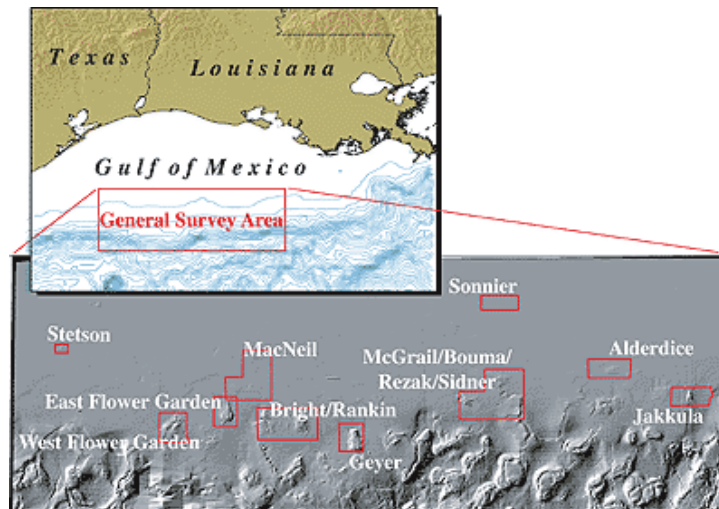 Texas
Louisiana
Gulf of Mexico
General Survey Area
Sonnier
Stetson
MacNeil
McGrail/Bouma/
Rezak/Sidner
Alderdice
East Flower Garden
Bright/Rankin
Jakkula
West Flower Garden
Geyer